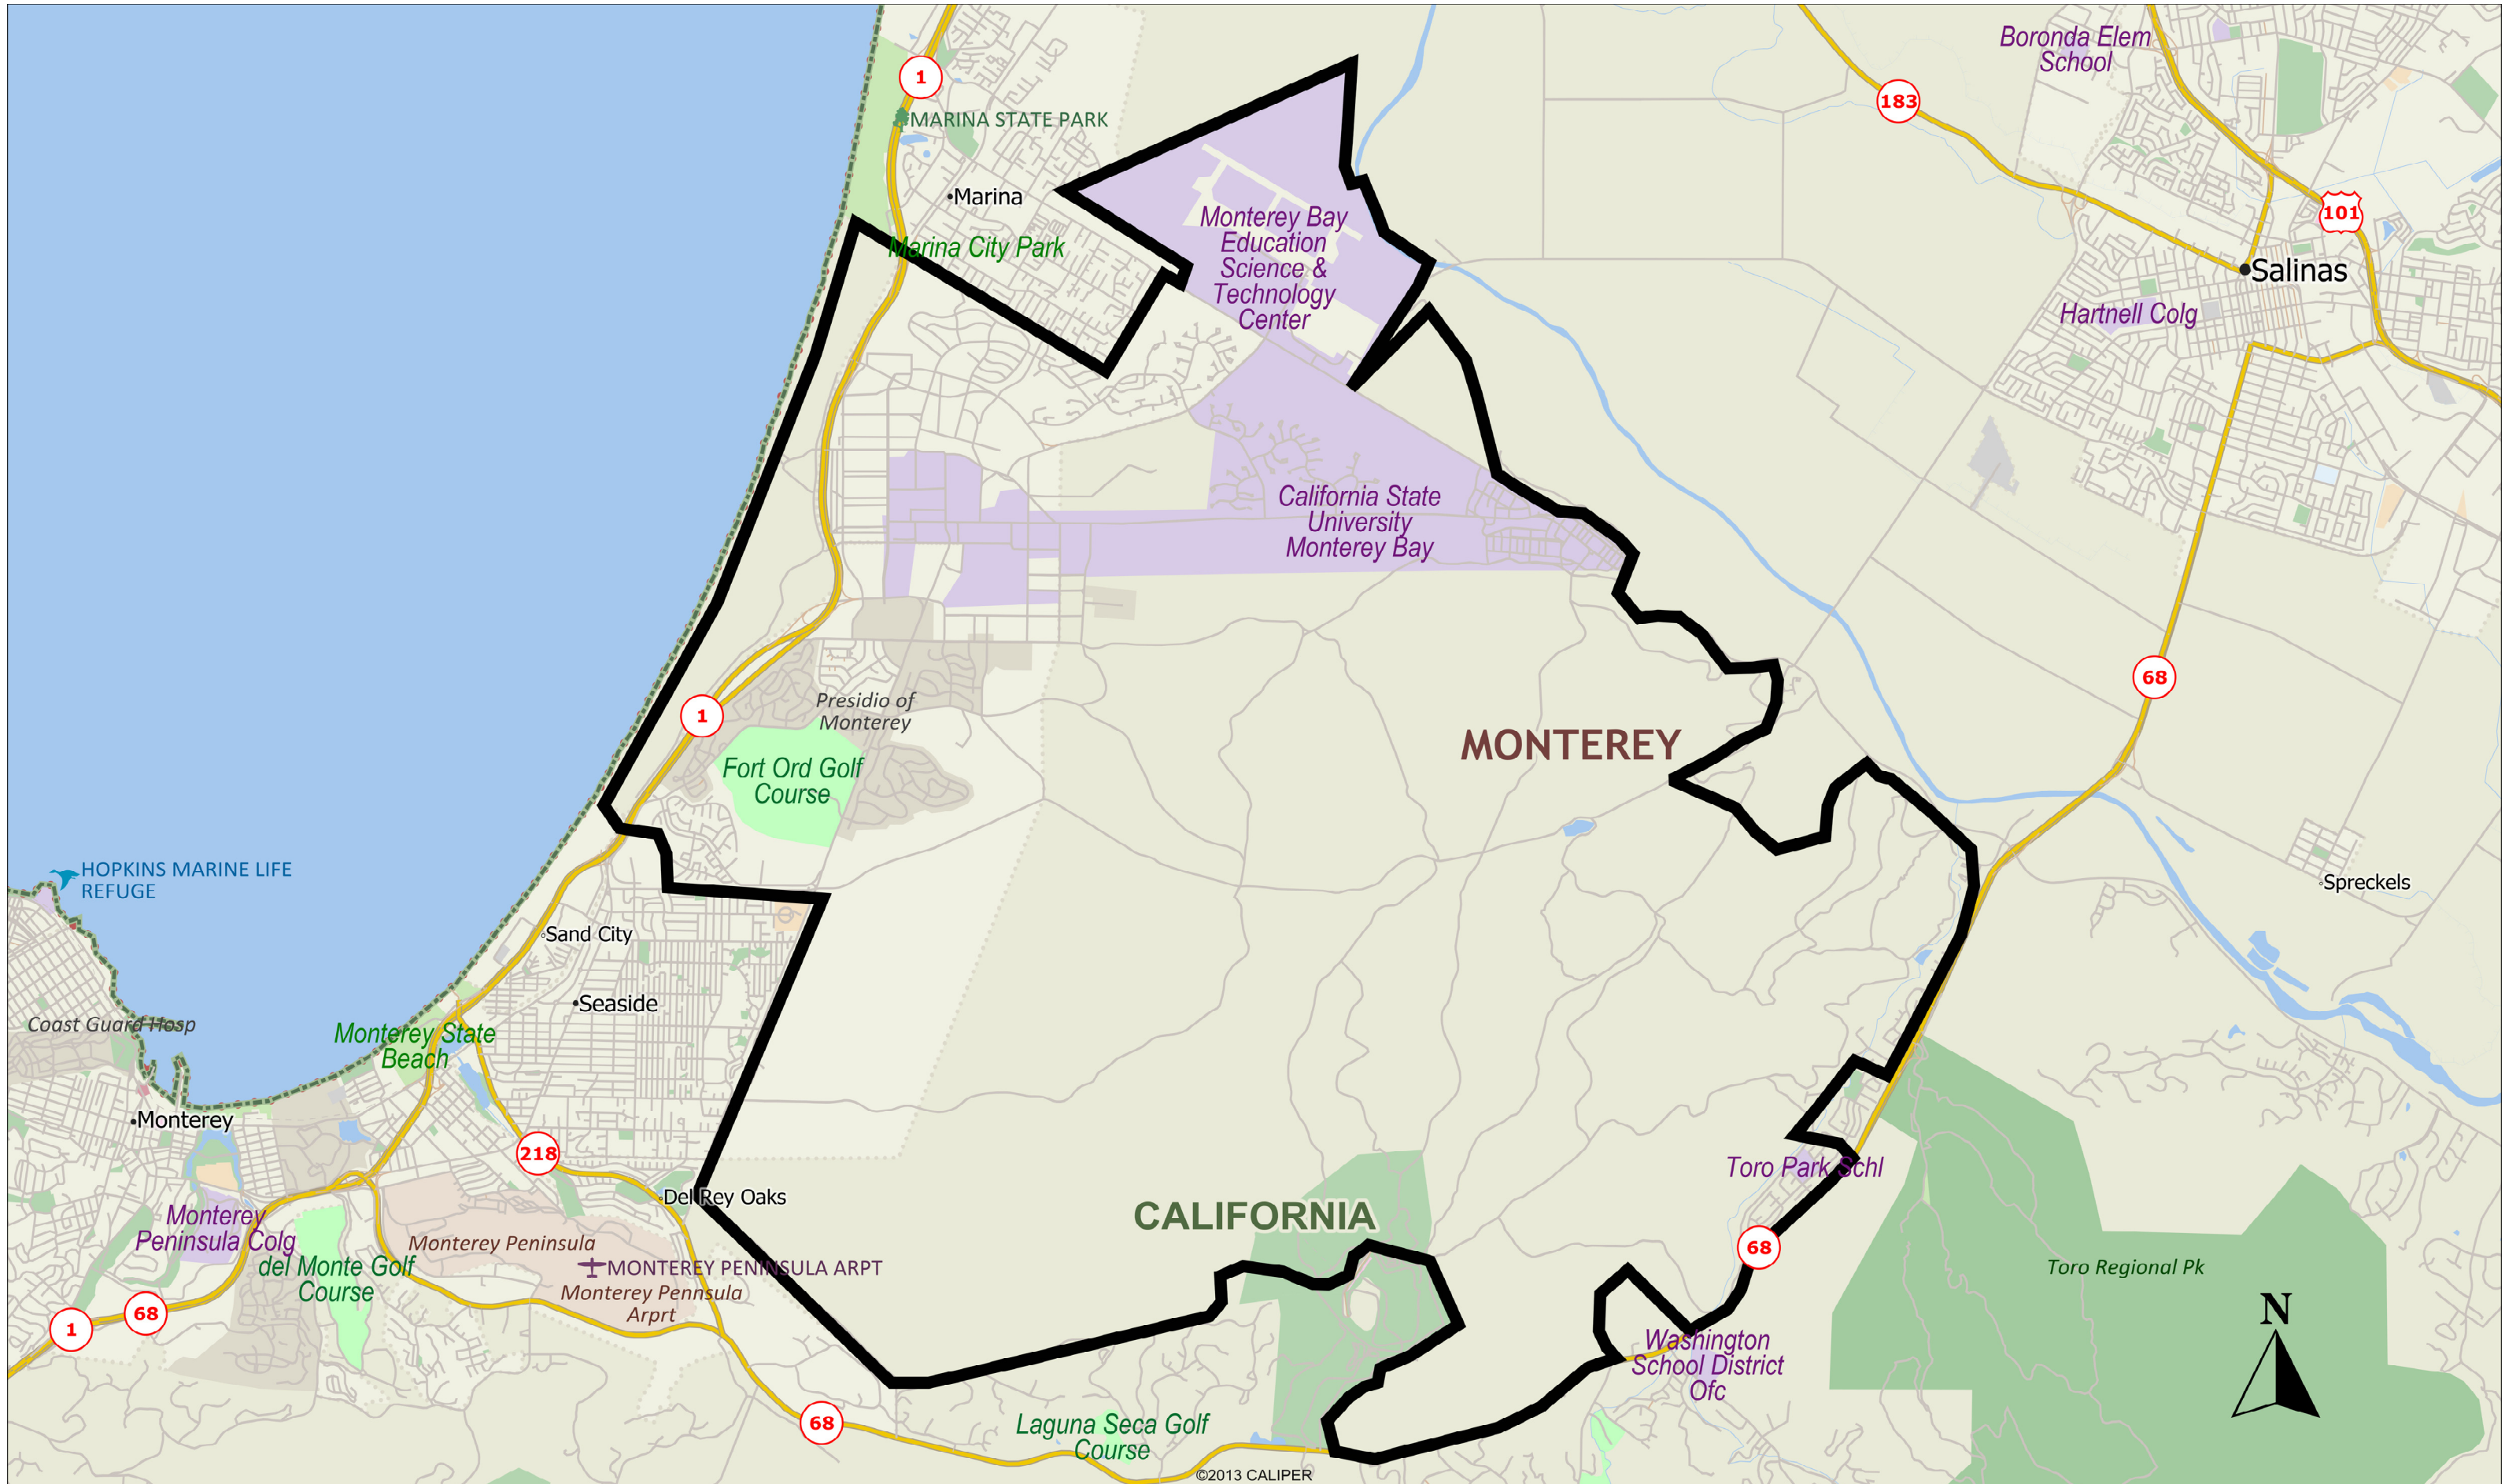 Boronda Elem
School
1
183
MARINA STATE PARK
Marina
101
Monterey Bay
Education
Science &
Technology
Center
Marina City Park
Salinas
Hartnell Colg
California State
University
Monterey Bay
68
Presidio of
Monterey
1
MONTEREY
Fort Ord Golf
Course
HOPKINS MARINE LIFE
REFUGE
Spreckels
Sand City
Seaside
Coast Guard Hosp
Monterey State
Beach
Monterey
218
Toro Park Schl
Del Rey Oaks
CALIFORNIA
Monterey
Peninsula Colg
Monterey Peninsula
68
del Monte Golf
Course
MONTEREY PENINSULA ARPT
Monterey Pennsula
Arprt
Toro Regional Pk
N
1
68
Washington
School District
Ofc
68
Laguna Seca Golf
Course
©2013 CALIPER